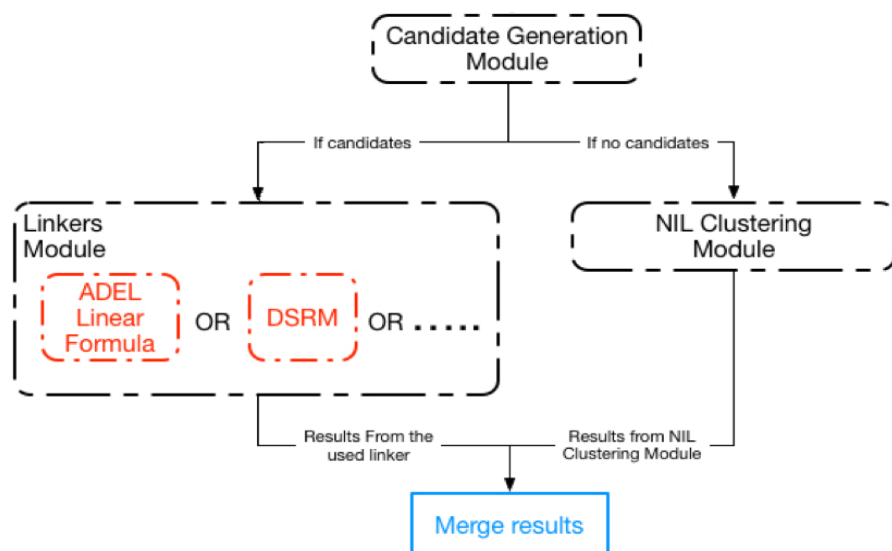 Candidate Generation
Module
If candidates
If no candidates
Linkers
Module
ADEL
Linear
Formula
OR
DSRM
OR .....
NIL Clustering
Module
Results From the
used linker
Results from NIL
Clustering Module
Merge results